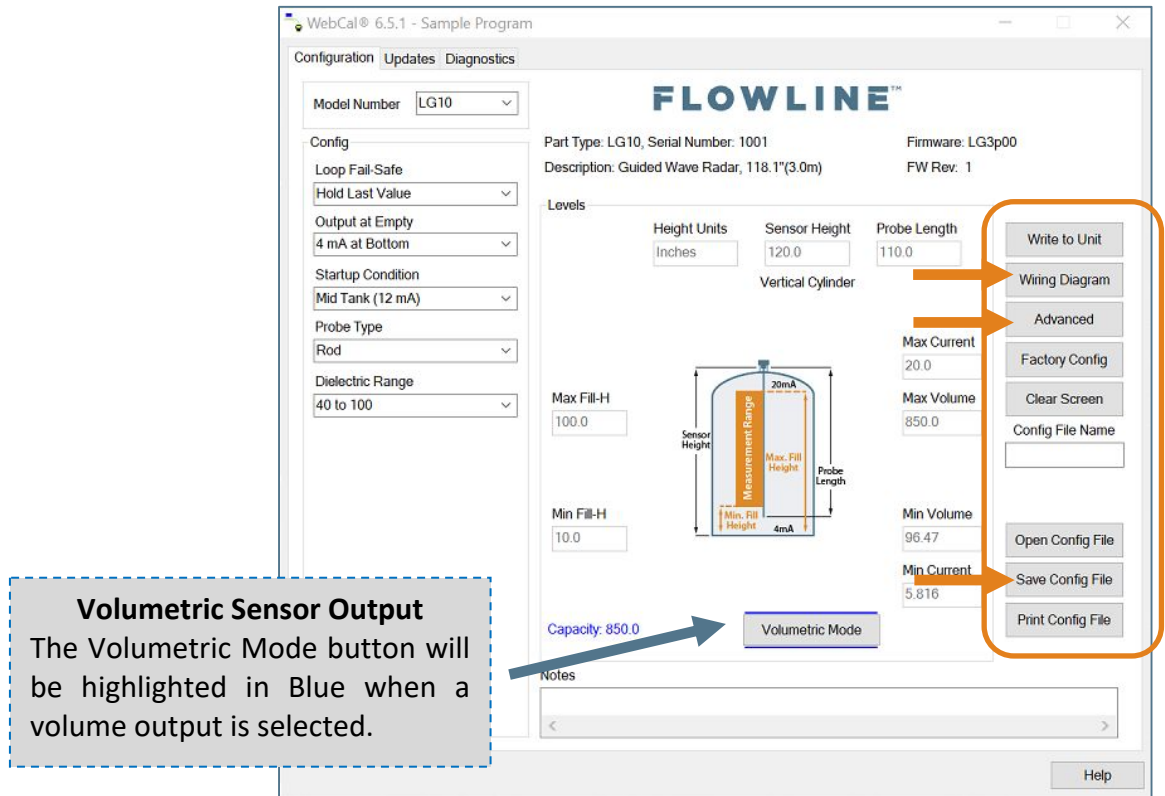 WebCal® 6.5.1 - Sample Program
Configuration Updates Diagnostics
Model Number LG10
FLOWLINE™
Config
Loop Fail-Safe
Hold Last Value
Output at Empty
4 mA at Bottom
Startup Condition
Mid Tank (12 mA)
Probe Type
Rod
Dielectric Range
40 to 100
Part Type: LG10, Serial Number: 1001
Firmware: LG3p00
Description: Guided Wave Radar, 118.1"(3.0m)
FW Rev: 1
Levels
Height Units
Sensor Height
Probe Length
Inches
120.0
110.0
Vertical Cylinder
Max Current
20.0
Max Fill-H
100.0
Max Volume
850.0
20mA
Sensor
Height
Measurement Range
Max. Fill
Height
Probe
Length
Min. Fill
Height
4mA
Min Fill-H
10.0
Min Volume
96.47
Min Current
5.816
Capacity: 850.0
Volumetric Mode
Write to Unit
Wiring Diagram
Advanced
Factory Config
Clear Screen
Config File Name
Open Config File
Save Config File
Print Config File
Notes
Help
Volumetric Sensor Output
The Volumetric Mode button will
be highlighted in Blue when a
volume output is selected.